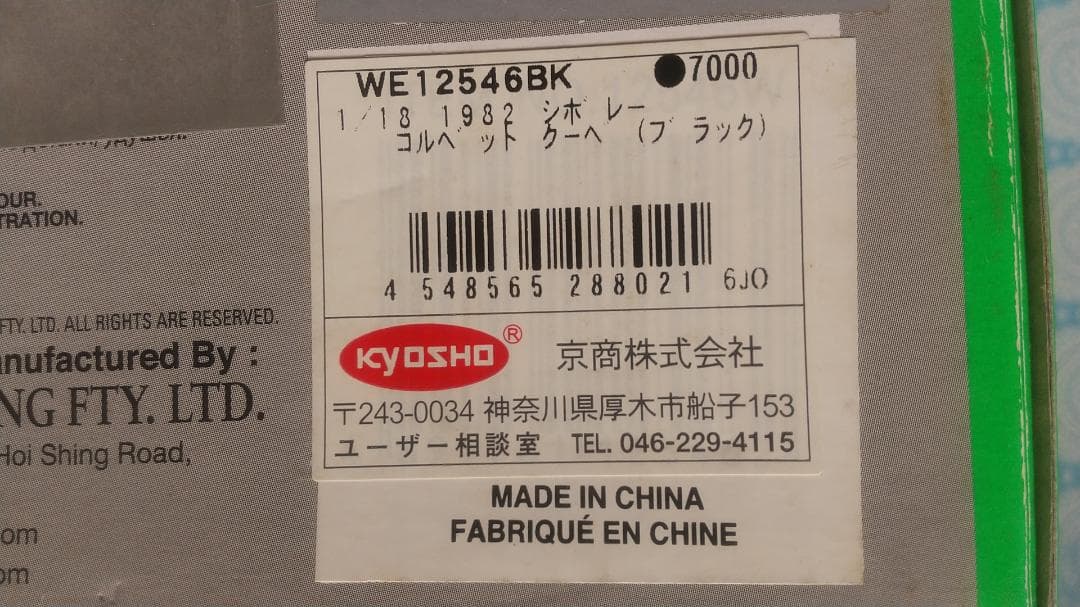 WE12546BK ●7000
1/18 1982 シボレー
コルベット クーペ (ブラック)
4 548565 288021 6JO
KYOSHO® 京商株式会社
〒243-0034 神奈川県厚木市船子153
ユーザー相談室 TEL. 046-229-4115
MADE IN CHINA
FABRIQUÉ EN CHINE
OUR.
TRATION.
FTY. LTD. ALL RIGHTS ARE RESERVED.
anufactured By :
NG FTY. LTD.
Hoi Shing Road,
om
om